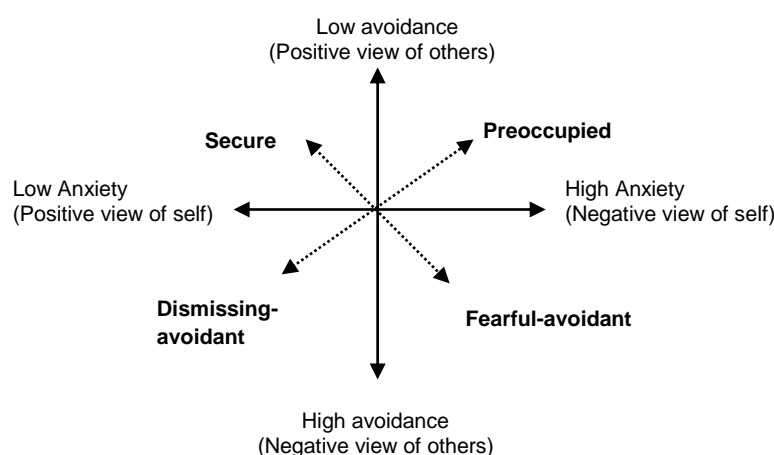 Low avoidance
(Positive view of others)
Secure
Preoccupied
Low Anxiety
(Positive view of self)
High Anxiety
(Negative view of self)
Dismissing-
avoidant
Fearful-avoidant
High avoidance
(Negative view of others)